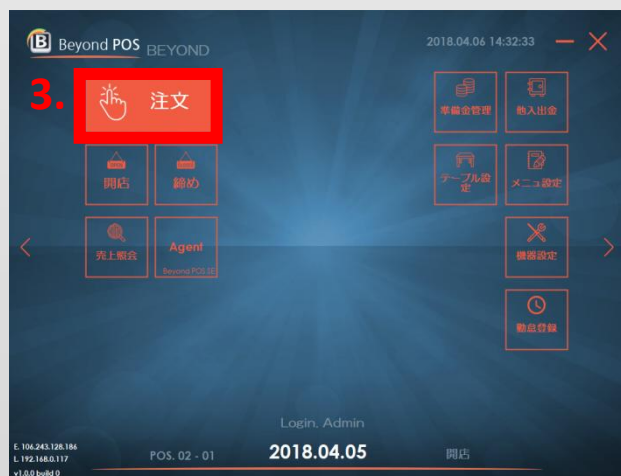 B Beyond POS BEYOND
2018.04.06 14:32:33
3.
注文
準備金管理
他入出金
開店
締め
テーブル設
定
メニュー設定
売上照会
Agent
Beyond POS SE
機器設定
勤怠登録
Login, Admin
E. 106.243.128.186
L. 192.168.0.117
v1.0.0 build 0
POS. 02 - 01
2018.04.05
開店